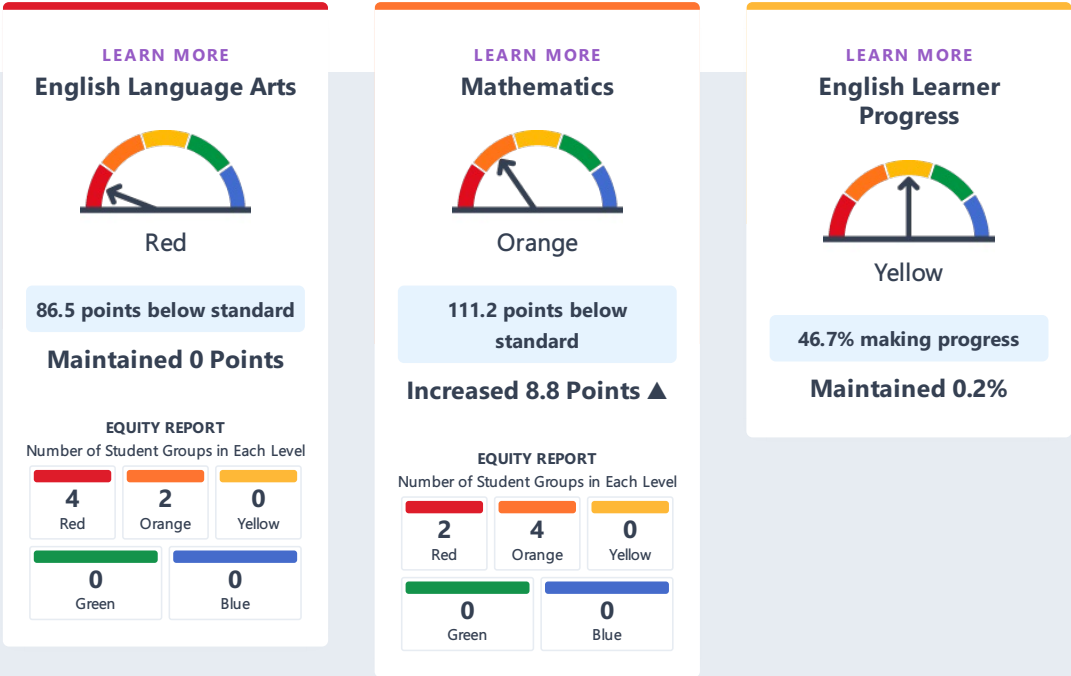 LEARN MORE
English Language Arts
Red
86.5 points below standard
Maintained 0 Points
EQUITY REPORT
Number of Student Groups in Each Level
4
Red
2
Orange
0
Yellow
0
Green
0
Blue
LEARN MORE
Mathematics
Orange
111.2 points below
standard
Increased 8.8 Points ▲
EQUITY REPORT
Number of Student Groups in Each Level
2
Red
4
Orange
0
Yellow
0
Green
0
Blue
LEARN MORE
English Learner
Progress
Yellow
46.7% making progress
Maintained 0.2%